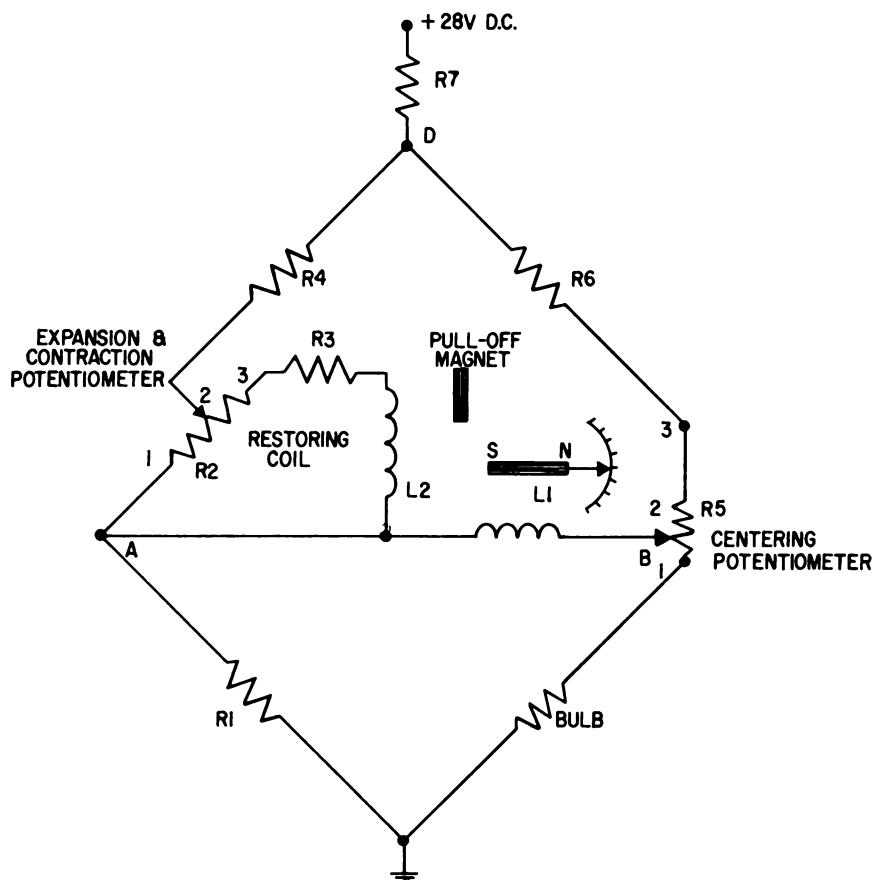 + 28V D.C.
R7
D
R4
R6
EXPANSION &
CONTRACTION
POTENTIOMETER
R3
PULL-OFF
MAGNET
2
3
1
R2
RESTORING
COIL
L2
S N
L1
3
2
R5
A
B
1
CENTERING
POTENTIOMETER
R1
BULB